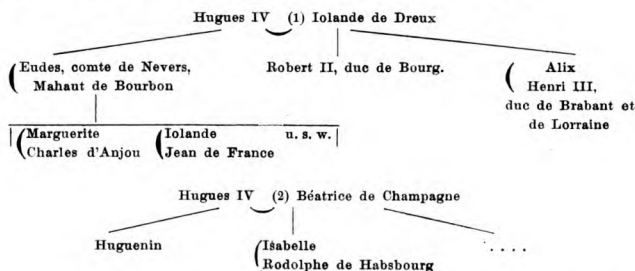 Hugues IV (1) Iolande de Dreux
Eudes, comte de Nevers,
Mahaut de Bourbon
Robert II, duc de Bourg.
Alix
Henri III,
duc de Brabant et
de Lorraine
Marguerite
Charles d'Anjou
Iolande
Jean de France
u. s. w.
Hugues IV (2) Béatrice de Champagne
Huguenin
Isabelle
Rodolphe de Habsbourg
. . . .